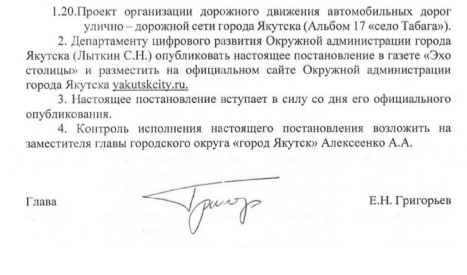 1.20.Проект организации дорожного движения автомобильных дорог
улично – дорожной сети города Якутска (Альбом 17 «село Табага»).
2. Департаменту цифрового развития Окружной администрации города
Якутска (Лыткин С.Н.) опубликовать настоящее постановление в газете «Эхо
столицы» и разместить на официальном сайте Окружной администрации
города Якутска yakutskcity.ru.
3. Настоящее постановление вступает в силу со дня его официального
опубликования.
4. Контроль исполнения настоящего постановления возложить на
заместителя главы городского округа «город Якутск» Алексеенко А.А.
Глава Е.Н. Григорьев